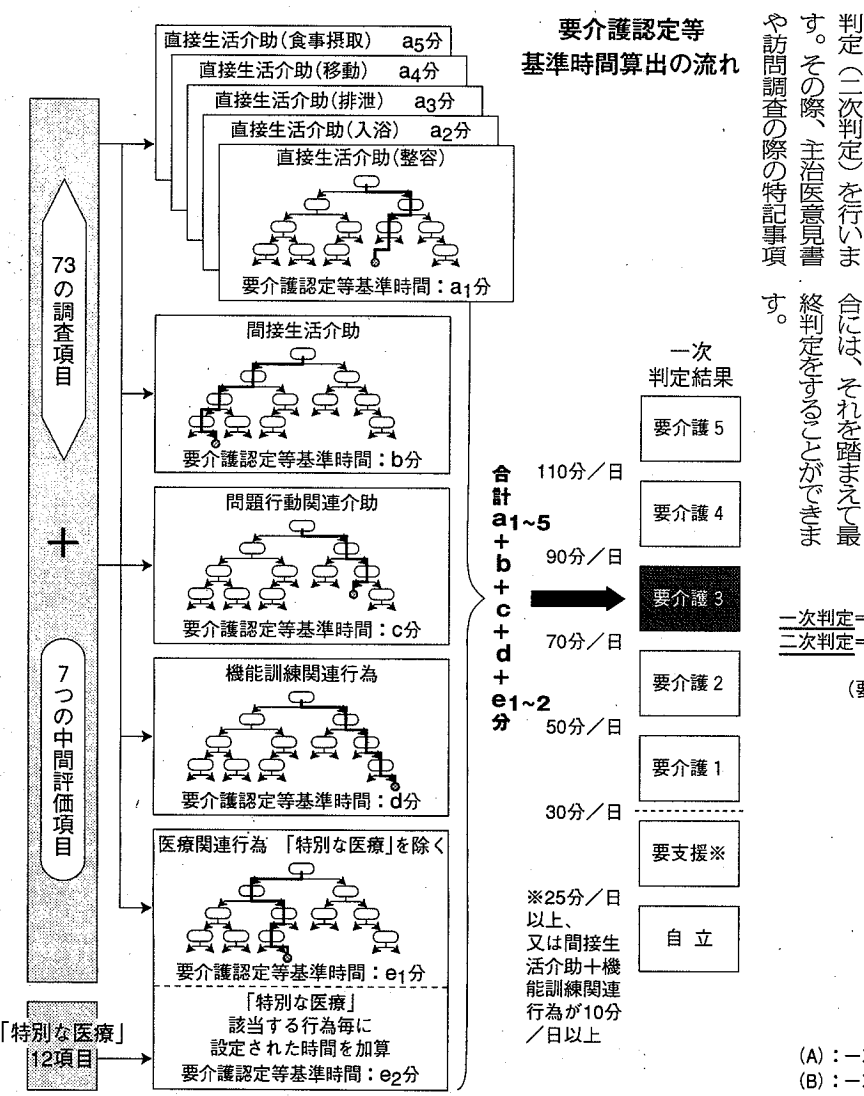 判定（二次判定）を行いま
す。その際、主治医意見書
や訪問調査の際の特記事項
合には、それを踏まえて最
終判定をすることができま
す。
要介護認定等
基準時間算出の流れ
73の調査項目
＋
7つの中間評価項目
「特別な医療」
12項目
直接生活介助（食事摂取）　a5分
直接生活介助（移動）　a4分
直接生活介助（排泄）　a3分
直接生活介助（入浴）　a2分
直接生活介助（整容）
要介護認定等基準時間：a1分
間接生活介助
要介護認定等基準時間：b分
問題行動関連介助
要介護認定等基準時間：c分
機能訓練関連行為
要介護認定等基準時間：d分
医療関連行為　「特別な医療」を除く
要介護認定等基準時間：e1分
「特別な医療」
該当する行為毎に
設定された時間を加算
要介護認定等基準時間：e2分
合計a1~5+b+c+d+e1~2分
一次
判定結果
要介護５
110分／日
要介護４
90分／日
要介護３
70分／日
要介護２
50分／日
要介護１
30分／日
要支援※
自 立
※25分／日
以上、
又は間接生
活介助＋機
能訓練関連
行為が10分
／日以上
一次判定=
二次判定=
(要
(A)：一
(B)：一